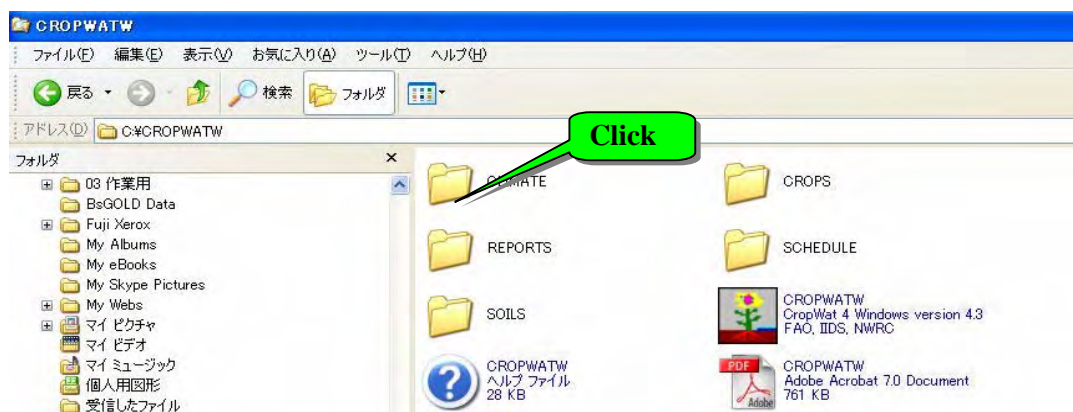 CROPWATW
ファイル(F) 編集(E) 表示(V) お気に入り(A) ツール(T) ヘルプ(H)
戻る 検索 フォルダ
アドレス(D) C:¥CROPWATW
Click
フォルダ ×
03 作業用
BsGOLD Data
Fuji Xerox
My Albums
My eBooks
My Skype Pictures
My Webs
マイ ピクチャ
マイ ビデオ
マイ ミュージック
個人用図形
受信したファイル
CLIMATE
CROPS
REPORTS
SCHEDULE
SOILS
CROPWATW
CropWat 4 Windows version 4.3
FAO, IIDS, NWRC
CROPWATW
ヘルプ ファイル
28 KB
PDF
Adobe
CROPWATW
Adobe Acrobat 7.0 Document
761 KB